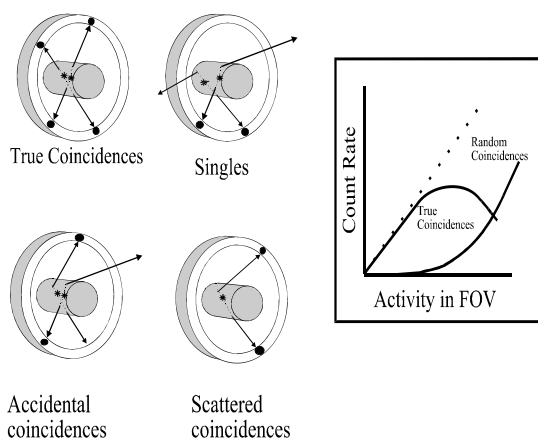 True Coincidences
Singles
Accidental
coincidences
Scattered
coincidences
Count Rate
Random
Coincidences
True
Coincidences
Activity in FOV